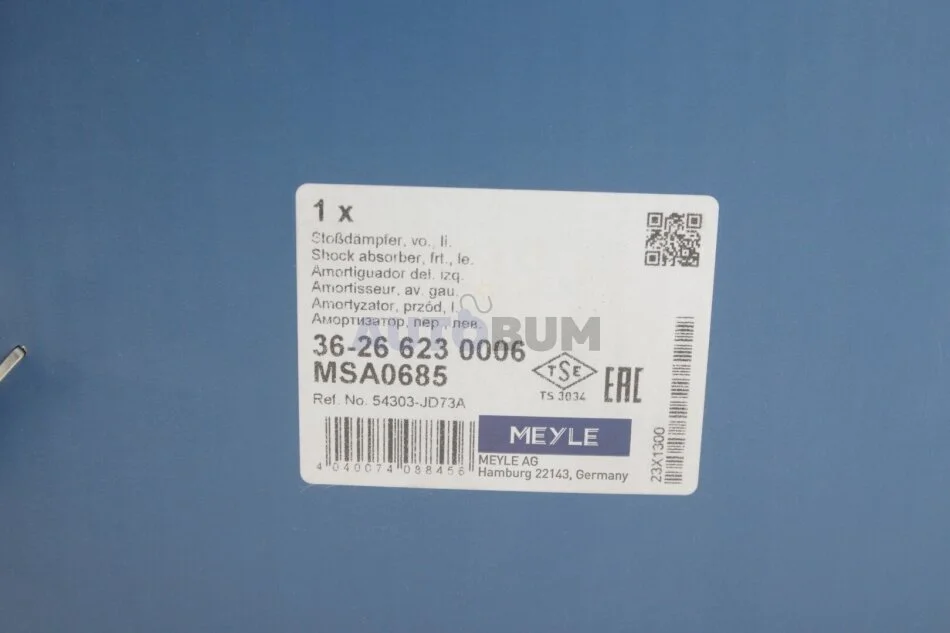 1 x
Stoßdämpfer, vo., li.
Shock absorber, frt., le.
Amortiguador del. izq.
Amortisseur, av. gau.
Amortyzator, przód, l.
Амортизатор, пер., лев.
AUTOBUM
36-26 623 0006
MSA0685
TSE
TS 3034
EAC
Ref. No. 54303-JD73A
MEYLE
4 040074 088456
MEYLE AG
Hamburg 22143, Germany
23X1300